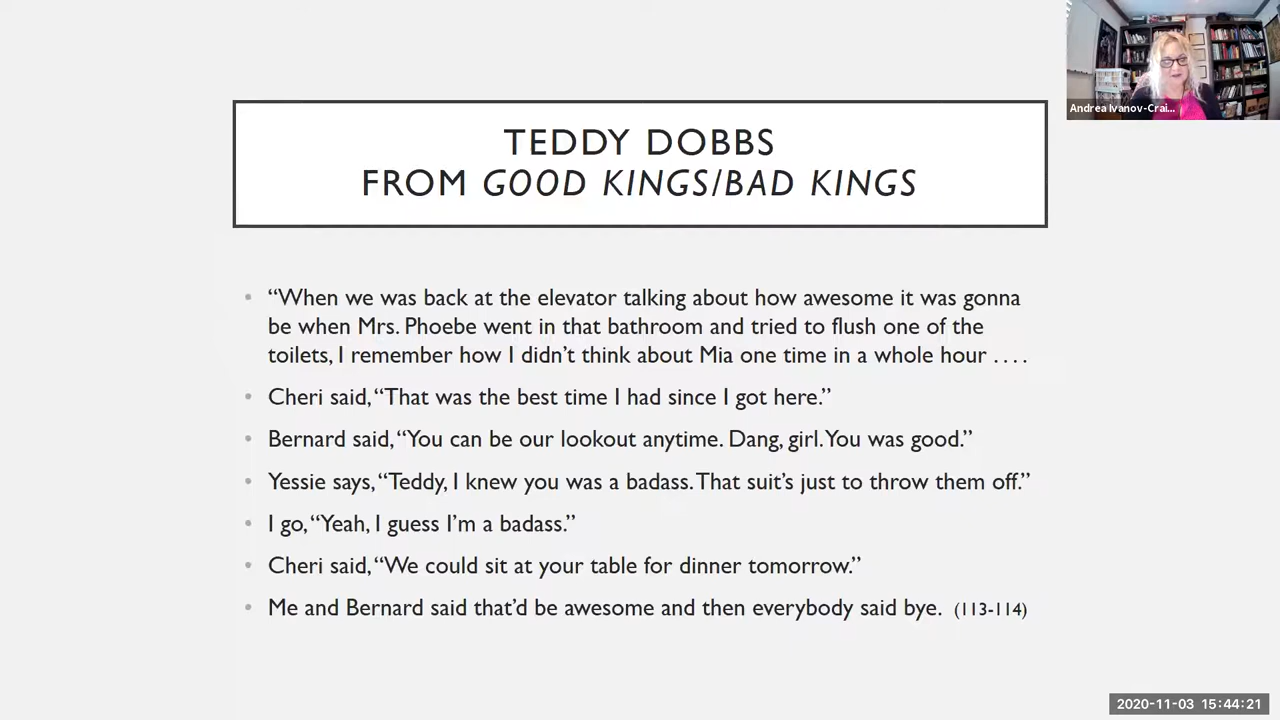 TEDDY DOBBS
FROM GOOD KINGS/BAD KINGS
Andrea Ivanov-Crai...
• “When we was back at the elevator talking about how awesome it was gonna
be when Mrs. Phoebe went in that bathroom and tried to flush one of the
toilets, I remember how I didn’t think about Mia one time in a whole hour . . . .
• Cheri said, “That was the best time I had since I got here.”
• Bernard said, “You can be our lookout anytime. Dang, girl. You was good.”
• Yessie says, “Teddy, I knew you was a badass. That suit’s just to throw them off.”
• I go, “Yeah, I guess I’m a badass.”
• Cheri said, “We could sit at your table for dinner tomorrow.”
• Me and Bernard said that’d be awesome and then everybody said bye. (113-114)
2020-11-03 15:44:21